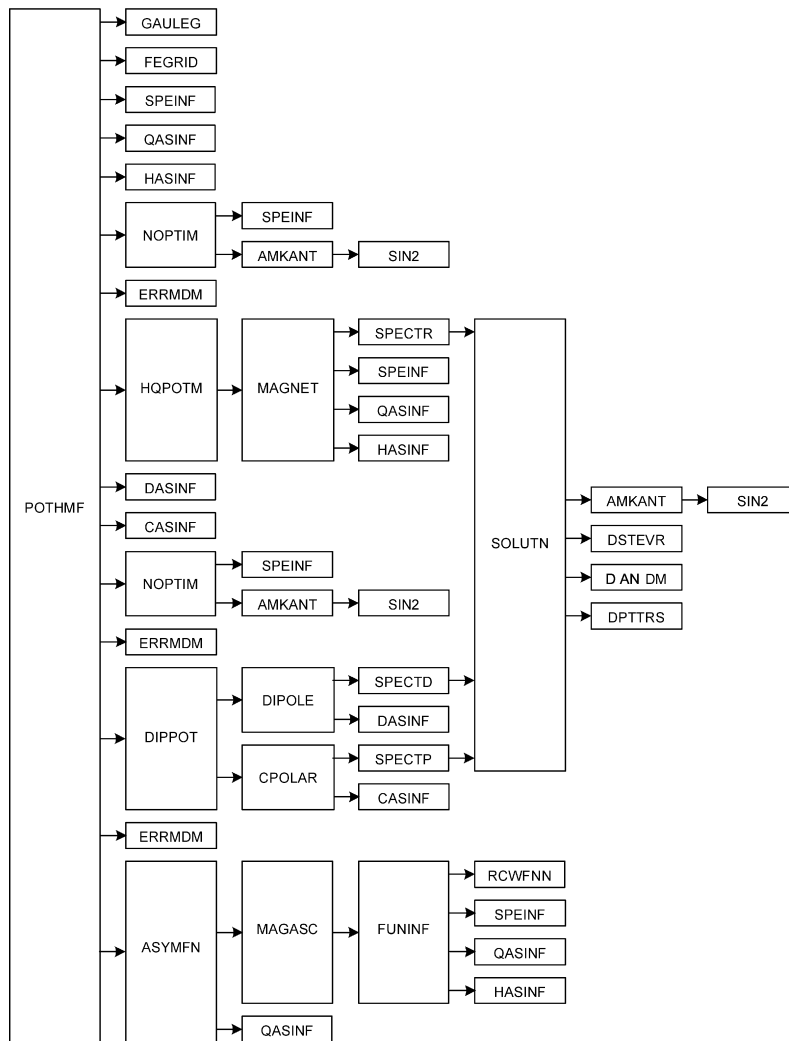 GAULEG
FEGRID
SPEINF
QASINF
HASINF
NOPTIM
SPEINF
AMKANT
SIN2
ERRMDM
HQPOTM
MAGNET
SPECTR
SPEINF
QASINF
HASINF
POTHMF
DASINF
CASINF
SOLUTN
AMKANT
SIN2
DSTEVR
D AN DM
DPTTRS
NOPTIM
SPEINF
AMKANT
SIN2
ERRMDM
DIPPOT
DIPOLE
SPECTD
DASINF
CPOLAR
SPECTP
CASINF
ERRMDM
ASYMFN
MAGASC
FUNINF
RCWFNN
SPEINF
QASINF
HASINF
QASINF